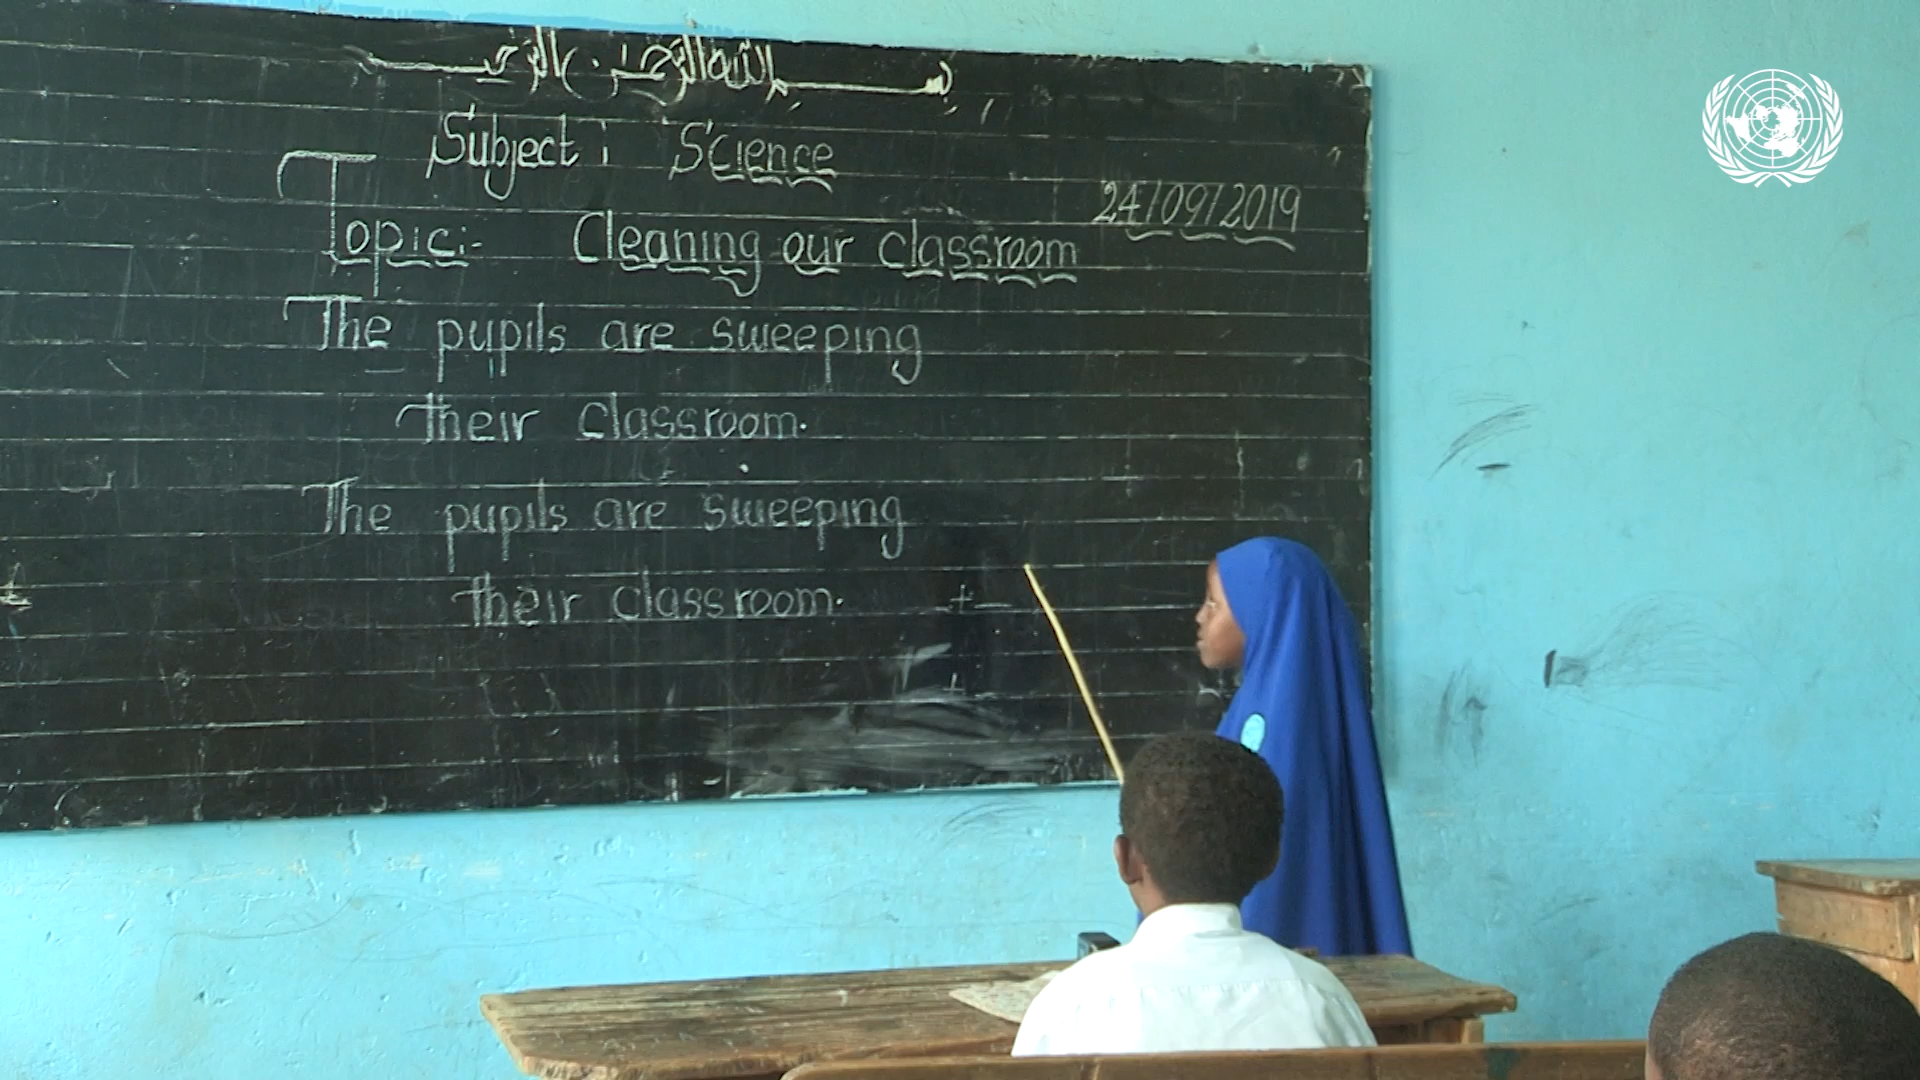 بسم الله الرحمن الرحيم
Subject: Science
24/09/2019
Topic:- Cleaning our classroom
The pupils are sweeping
their classroom.
The pupils are sweeping
their classroom.